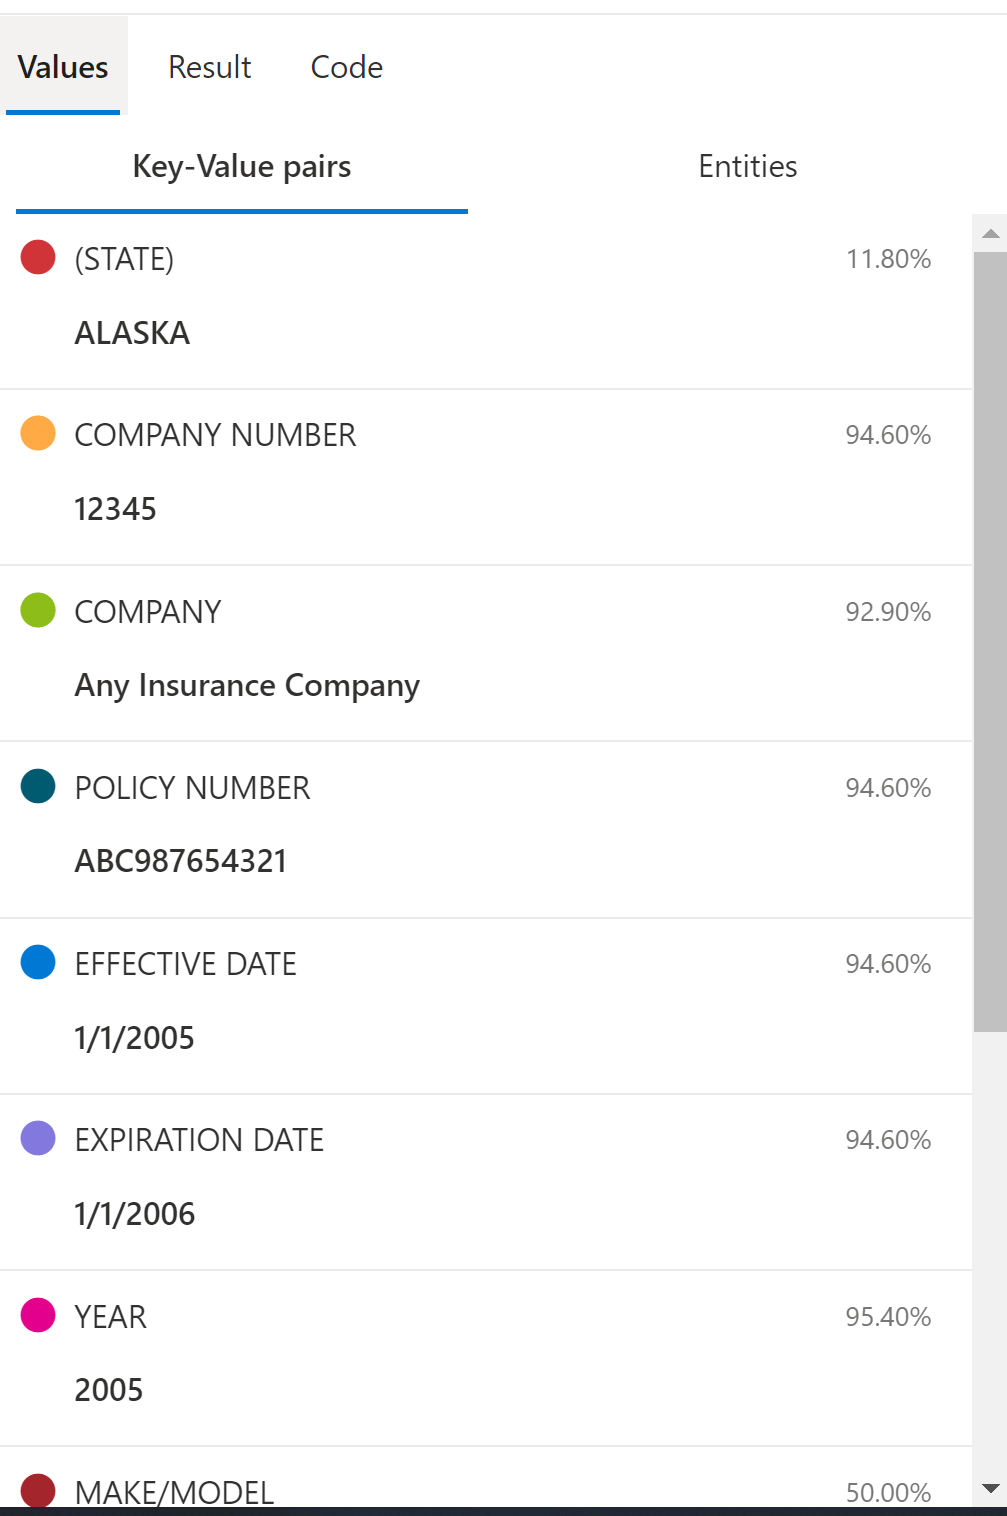 Values Result Code
Key-Value pairs Entities
(STATE) 11.80%
ALASKA
COMPANY NUMBER 94.60%
12345
COMPANY 92.90%
Any Insurance Company
POLICY NUMBER 94.60%
ABC987654321
EFFECTIVE DATE 94.60%
1/1/2005
EXPIRATION DATE 94.60%
1/1/2006
YEAR 95.40%
2005
MAKE/MODEL 50.00%